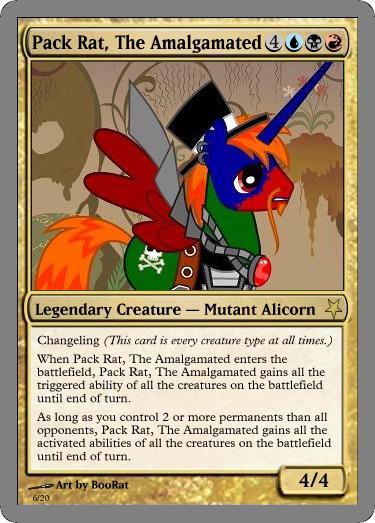 Pack Rat, The Amalgamated 4
Legendary Creature — Mutant Alicorn
Changeling (This card is every creature type at all times.)
When Pack Rat, The Amalgamated enters the
battlefield, Pack Rat, The Amalgamated gains all the
triggered ability of all the creatures on the battlefield
until end of turn.
As long as you control 2 or more permanents than all
opponents, Pack Rat, The Amalgamated gains all the
activated abilities of all the creatures on the battlefield
until end of turn.
Art by BooRat
4/4
6/20